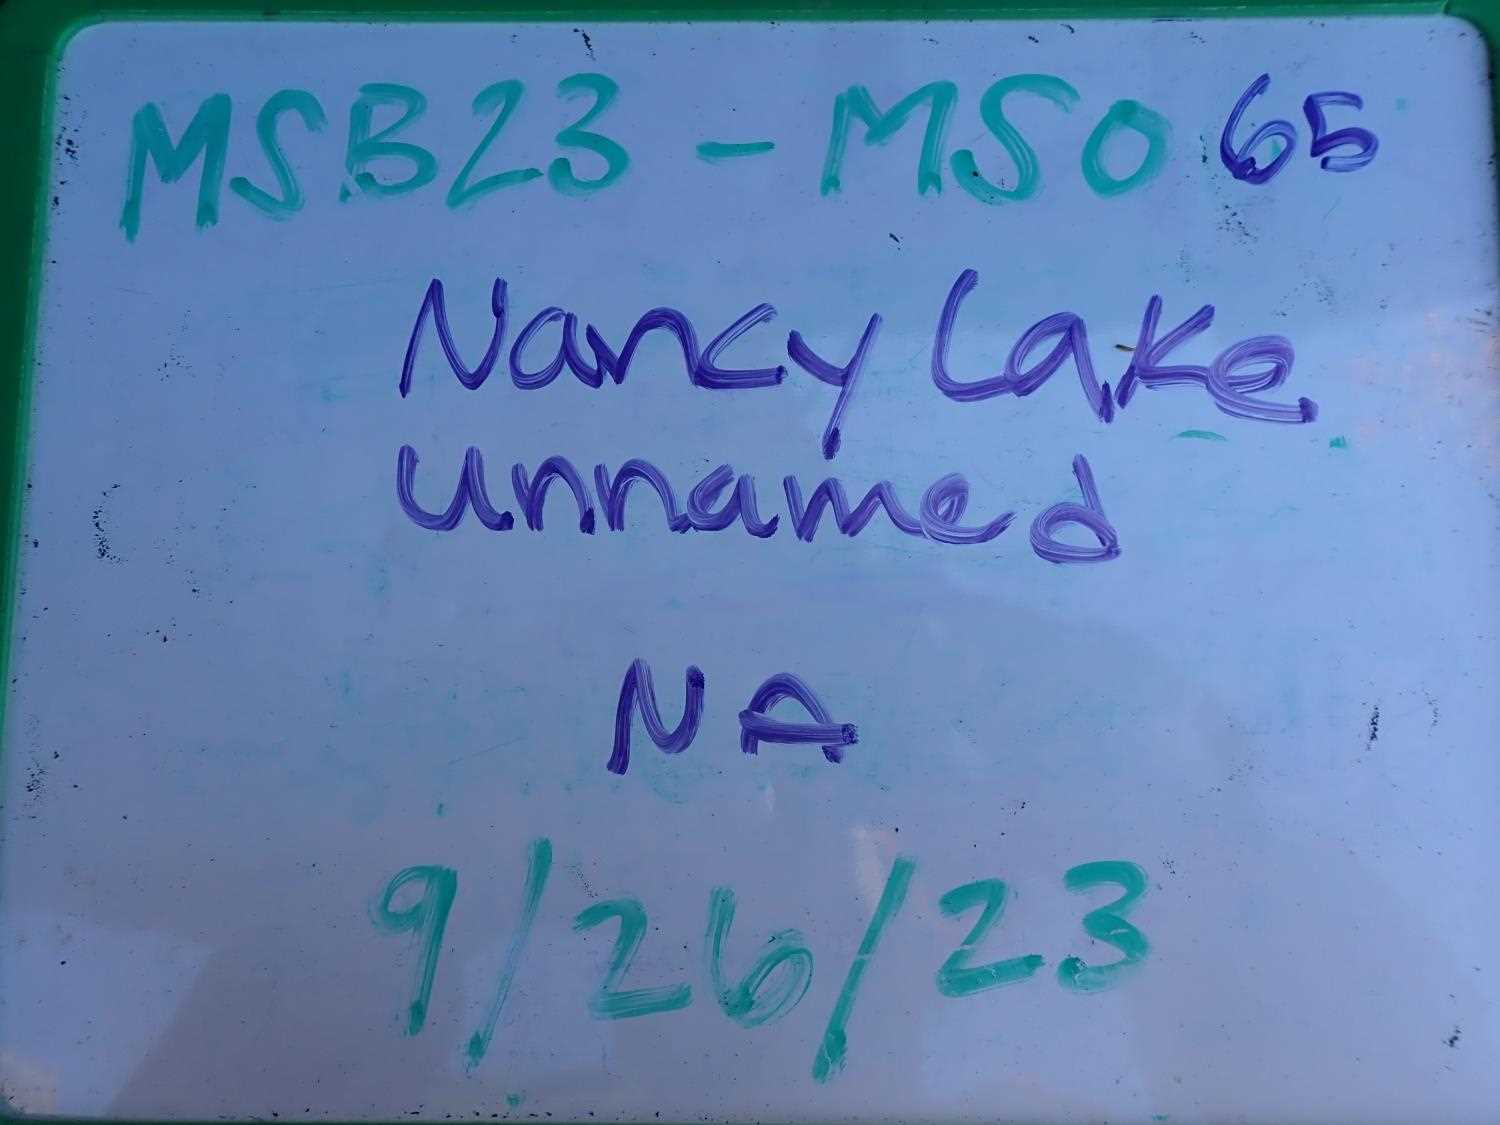 MSB23 - MS065
Nancy Lake
Unnamed
NA
9/26/23